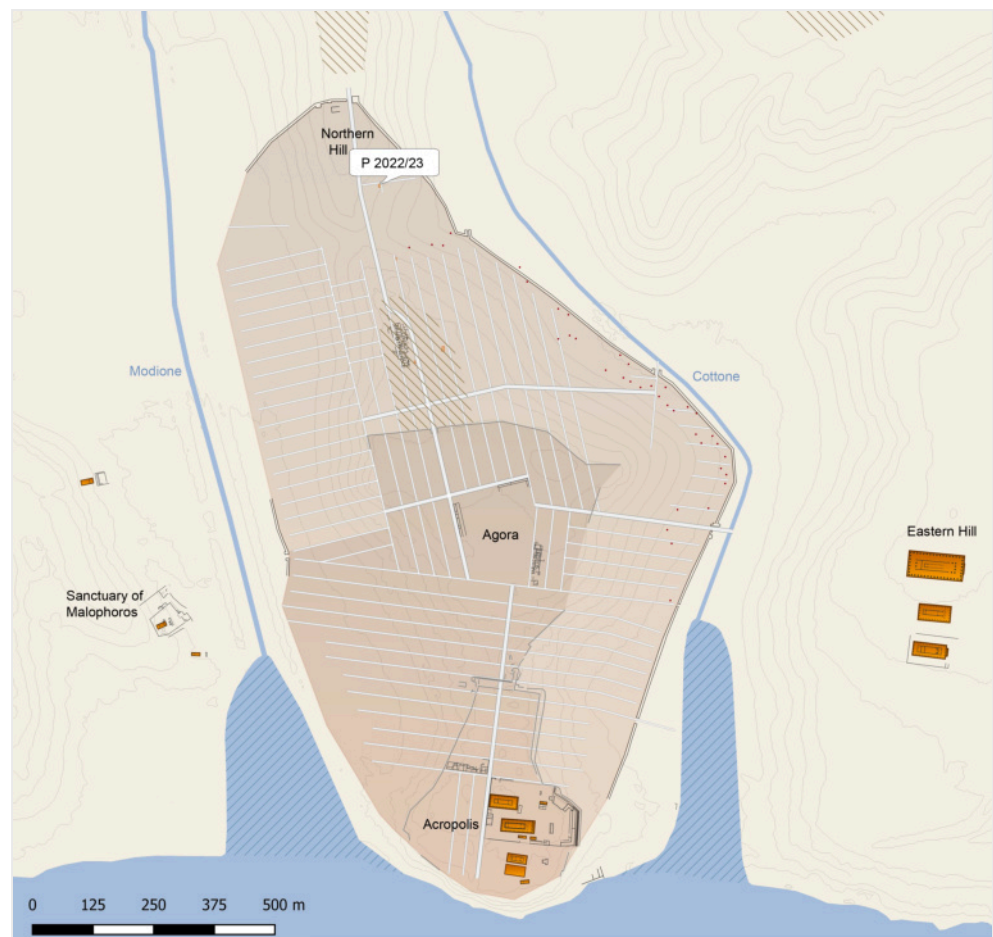 Northern
Hill
P 2022/23
Modione
Cottone
Agora
Eastern Hill
Sanctuary of
Malophoros
Acropolis
0 125 250 375 500 m